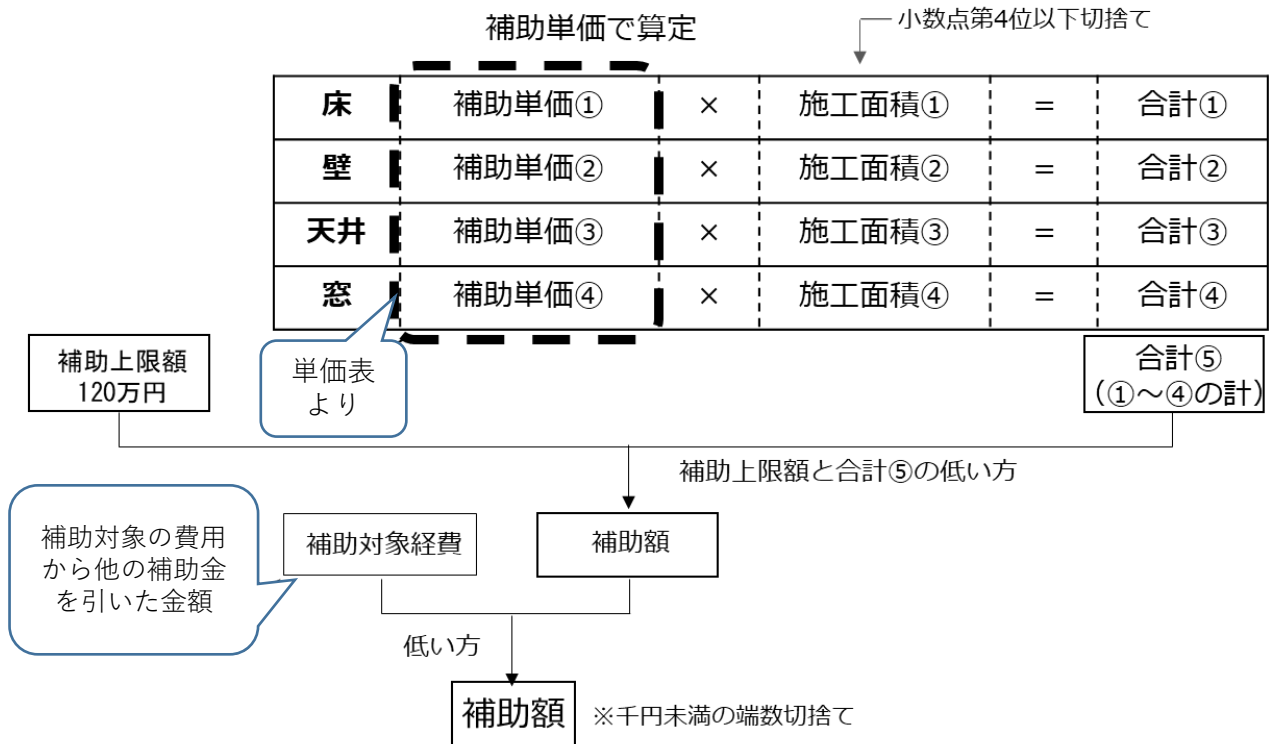 補助単価で算定
小数点第4位以下切捨て
床 補助単価① × 施工面積① = 合計①
壁 補助単価② × 施工面積② = 合計②
天井 補助単価③ × 施工面積③ = 合計③
窓 補助単価④ × 施工面積④ = 合計④
補助上限額
120万円
単価表
より
合計⑤
(①～④の計)
補助上限額と合計⑤の低い方
補助対象の費用
から他の補助金
を引いた金額
補助対象経費
補助額
低い方
補助額
※千円未満の端数切捨て